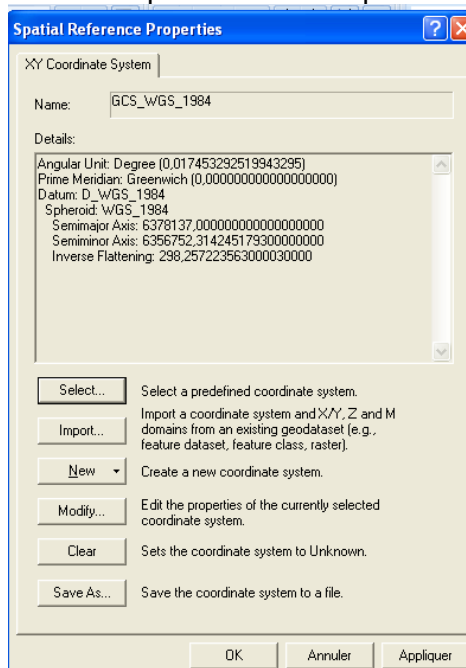 Spatial Reference Properties
XY Coordinate System
Name: GCS_WGS_1984
Details:
Angular Unit: Degree (0,017453292519943295)
Prime Meridian: Greenwich (0,000000000000000000)
Datum: D_WGS_1984
Spheroid: WGS_1984
Semimajor Axis: 6378137,000000000000000000
Semiminor Axis: 6356752,314245179300000000
Inverse Flattening: 298,257223563000030000
Select... Select a predefined coordinate system.
Import a coordinate system and X/Y, Z and M
Import... domains from an existing geodataset (e.g.,
feature dataset, feature class, raster).
New Create a new coordinate system.
Modify... Edit the properties of the currently selected
coordinate system.
Clear Sets the coordinate system to Unknown.
Save As... Save the coordinate system to a file.
OK Annuler Appliquer